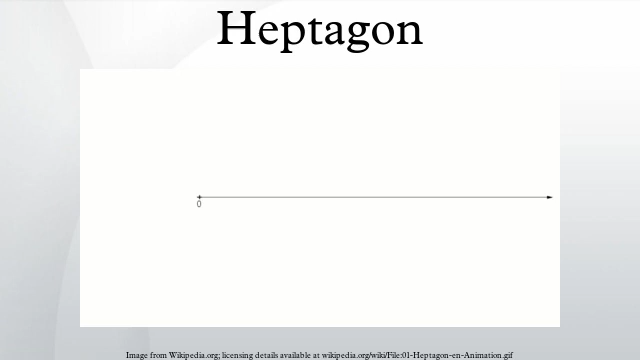 Heptagon
0
Image from Wikipedia.org; licensing details available at wikipedia.org/wiki/File:01-Heptagon-en-Animation.gif